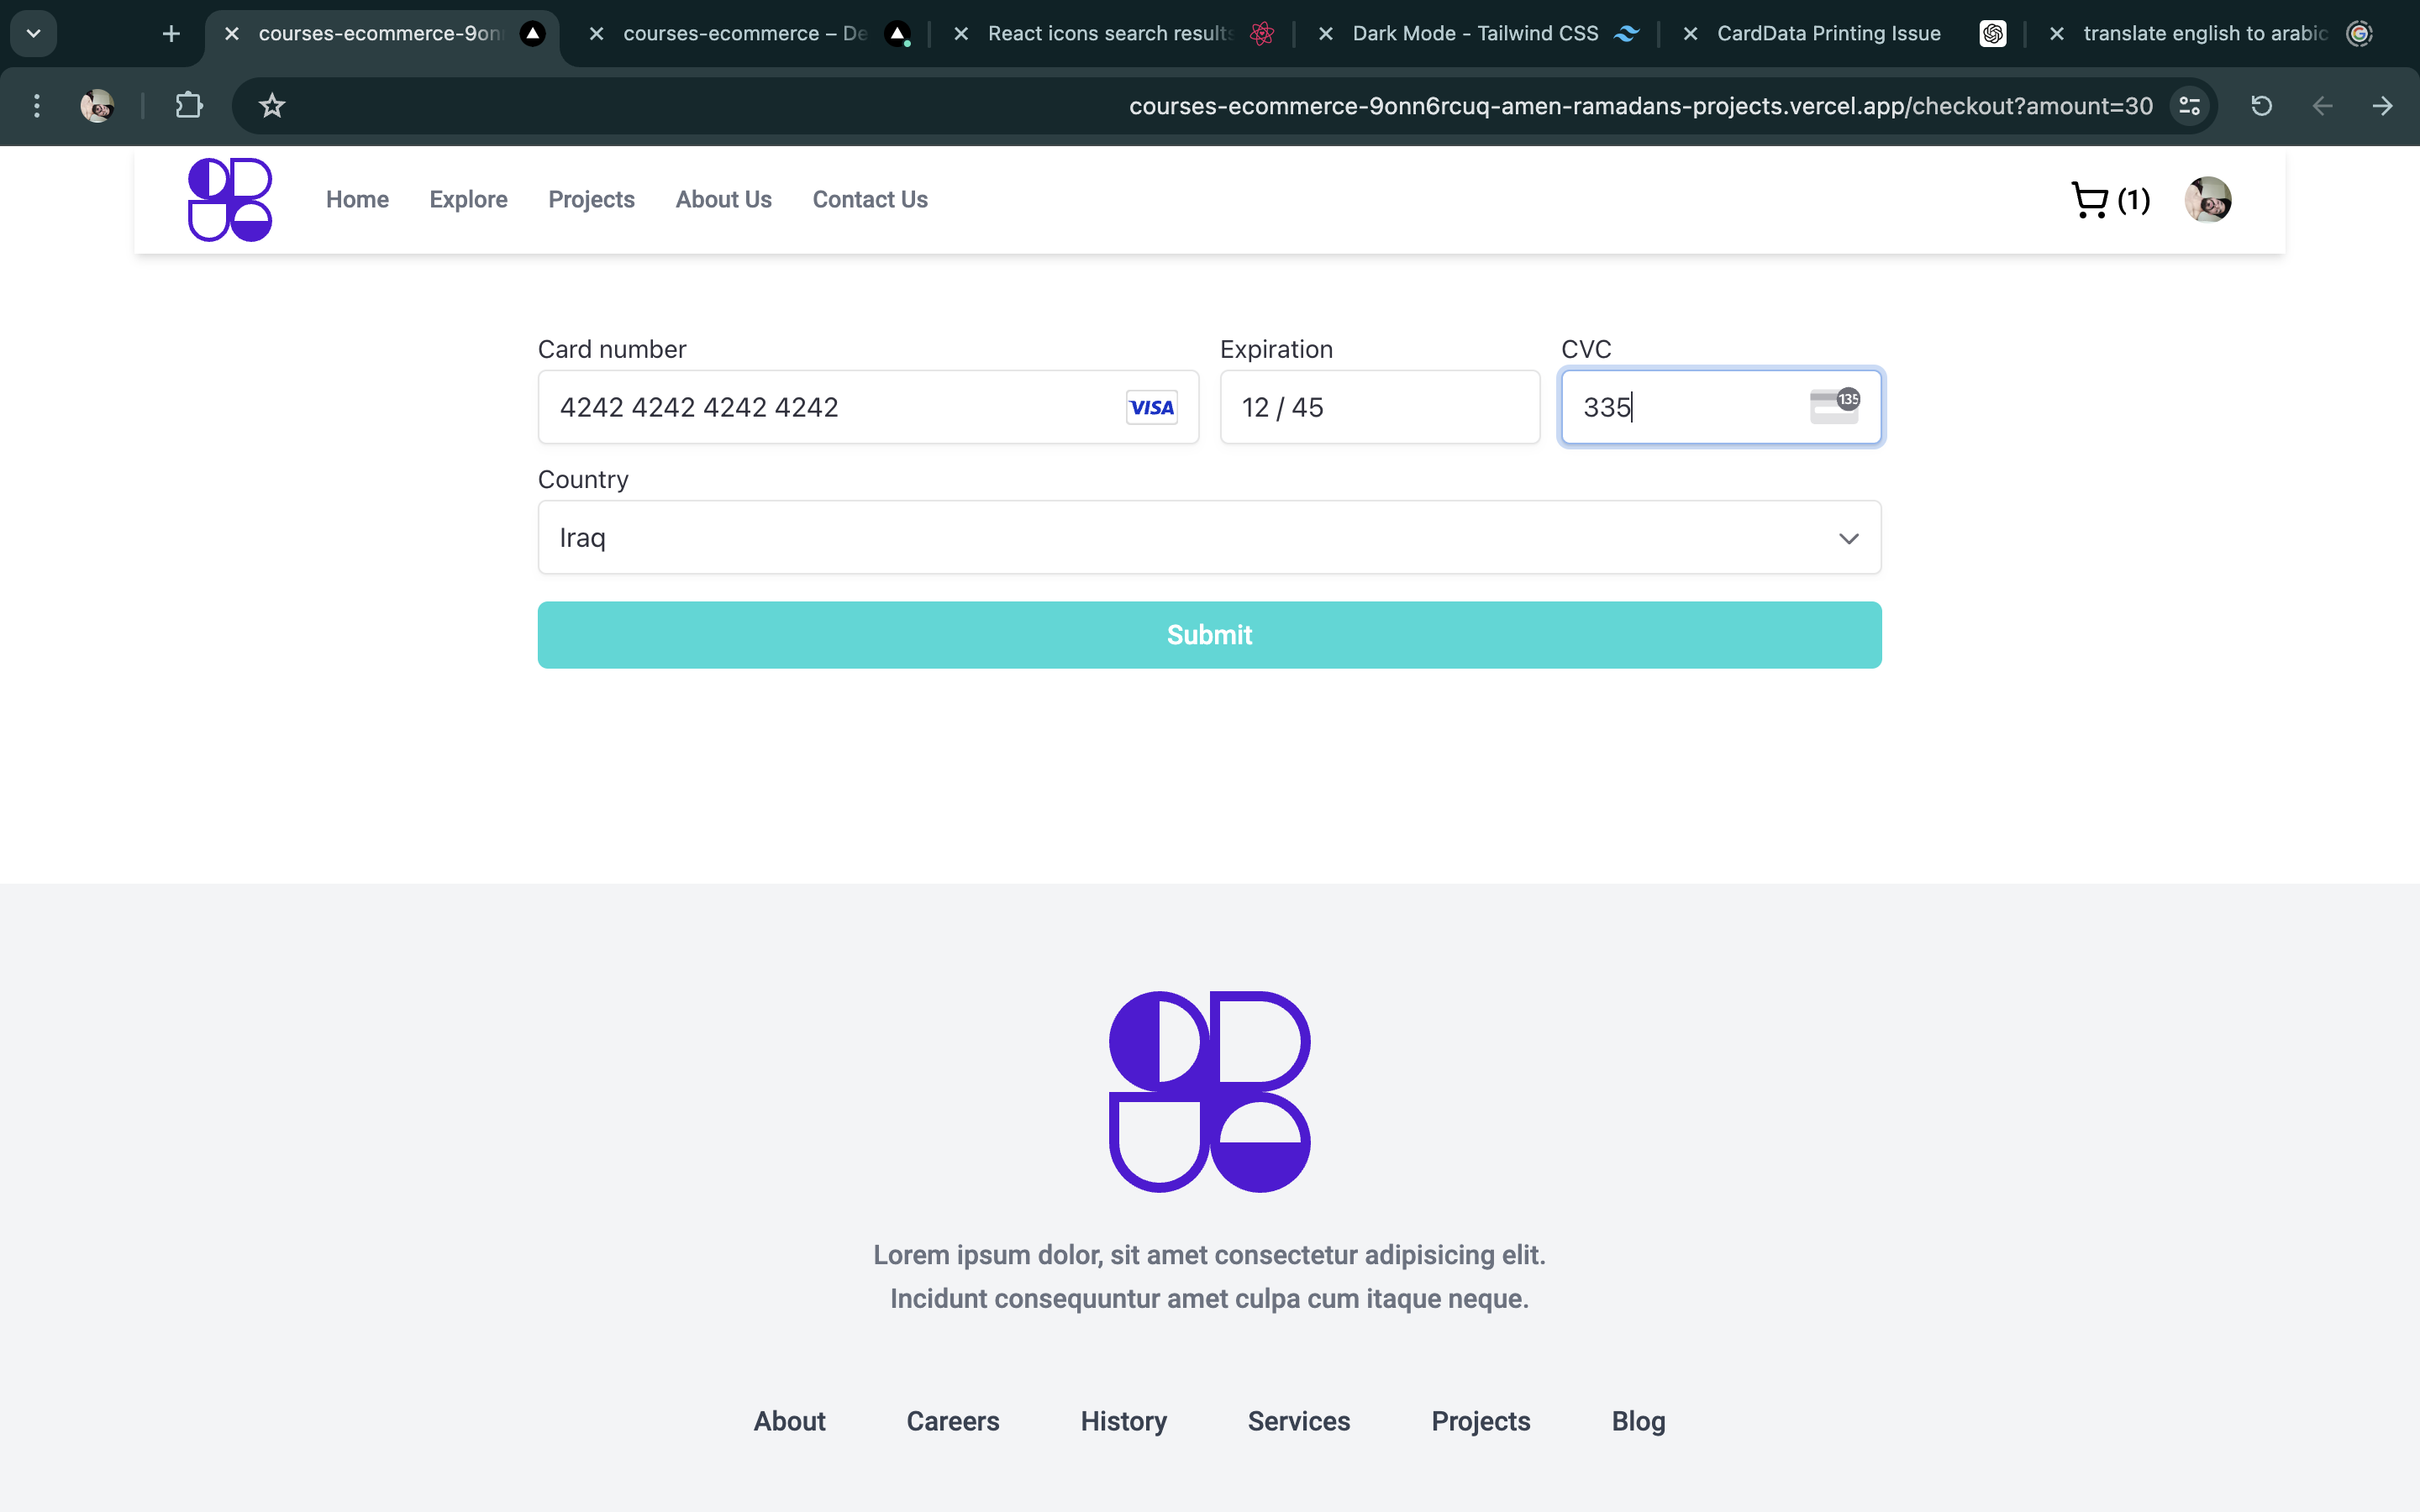 courses-ecommerce-9on
courses-ecommerce – De
React icons search results
Dark Mode - Tailwind CSS
CardData Printing Issue
translate english to arabic
courses-ecommerce-9onn6rcuq-amen-ramadans-projects.vercel.app/checkout?amount=30
Home Explore Projects About Us Contact Us (1)
Card number Expiration CVC
4242 4242 4242 4242 VISA 12 / 45 335 135
Country
Iraq
Submit
Lorem ipsum dolor, sit amet consectetur adipisicing elit.
Incidunt consequuntur amet culpa cum itaque neque.
About Careers History Services Projects Blog